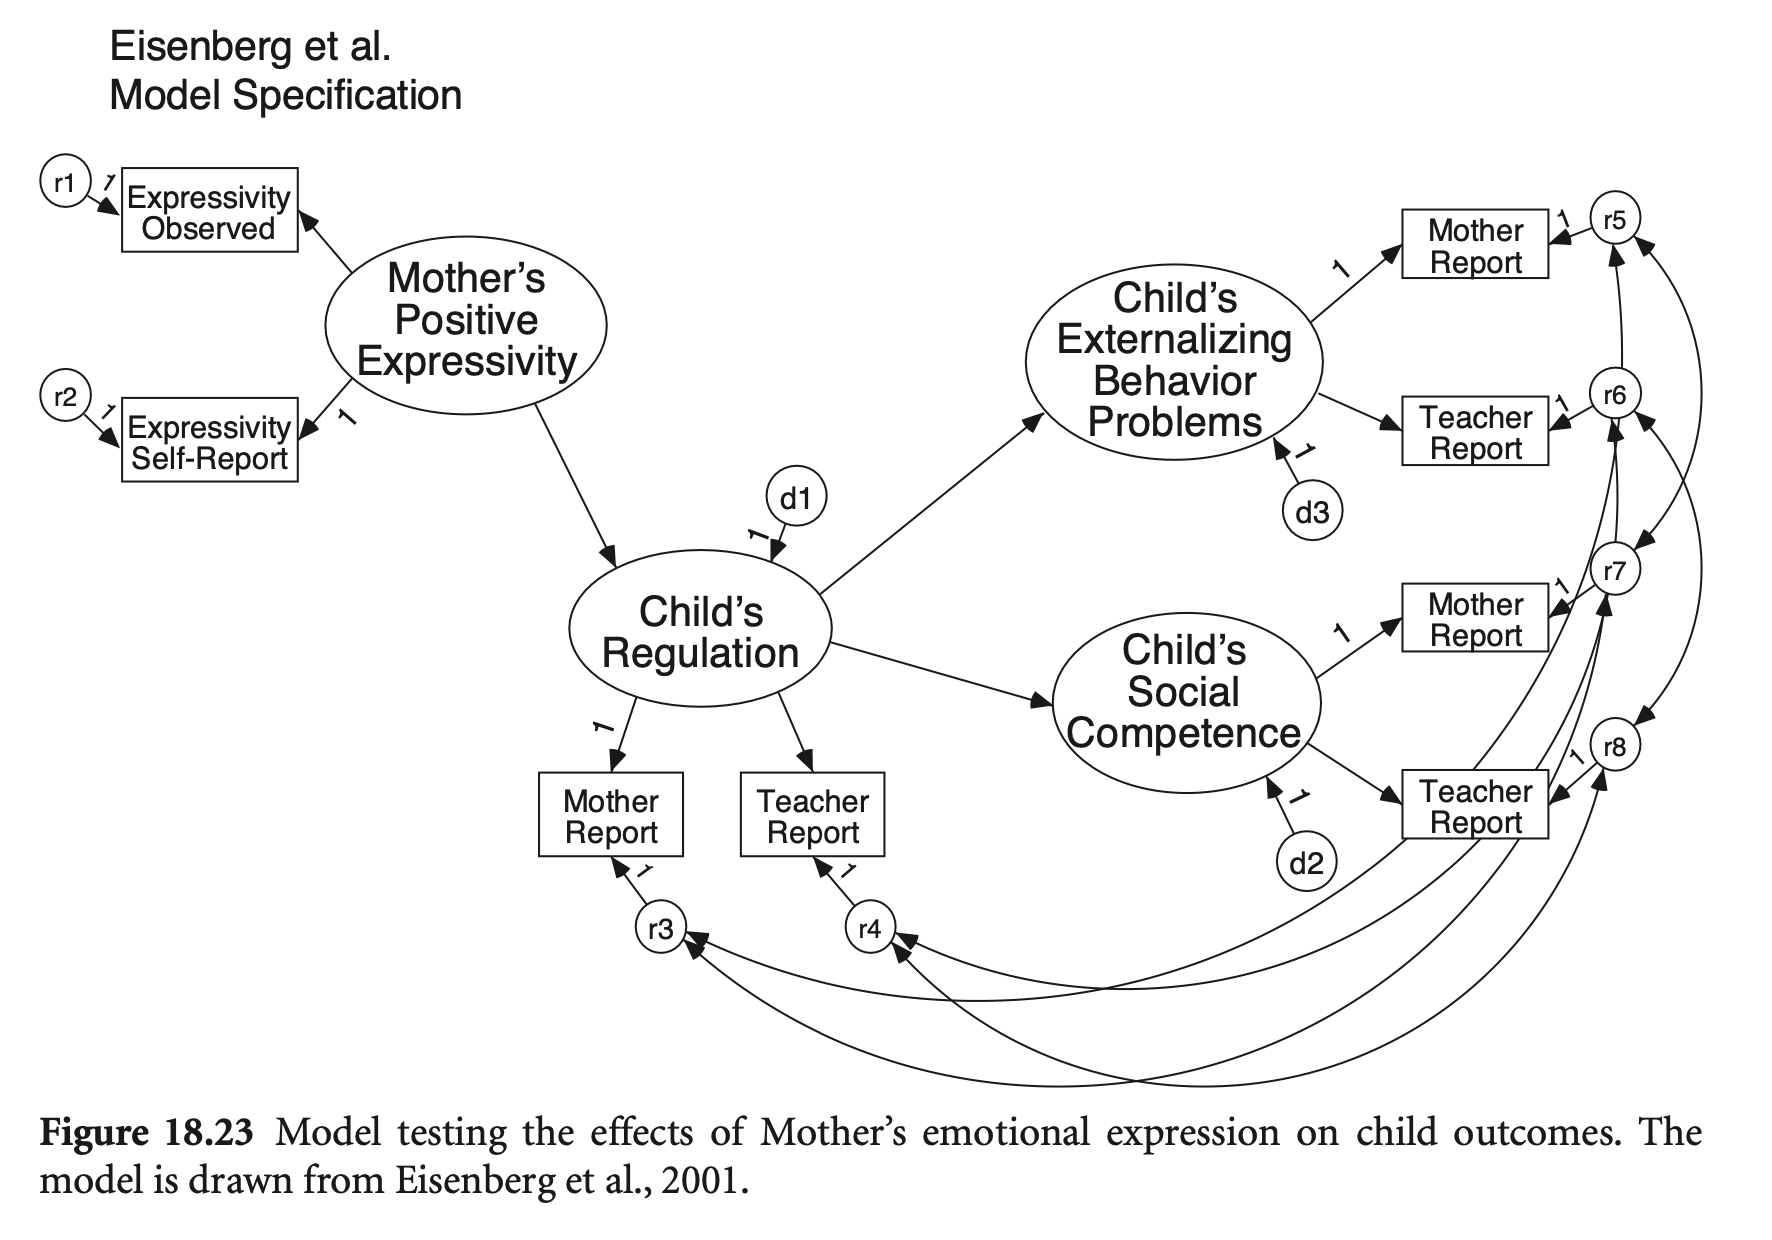 Eisenberg et al.
Model Specification
r1
1
Expressivity
Observed
Mother's
Positive
Expressivity
r2
1
Expressivity
Self-Report
1
d1
1
Child's
Regulation
1
Mother
Report
1
r3
Teacher
Report
1
r4
Child's
Externalizing
Behavior
Problems
1
d3
1
Mother
Report
1
r5
Teacher
Report
1
r6
Child's
Social
Competence
1
d2
1
Mother
Report
1
r7
Teacher
Report
1
r8
Figure 18.23 Model testing the effects of Mother's emotional expression on child outcomes. The
model is drawn from Eisenberg et al., 2001.